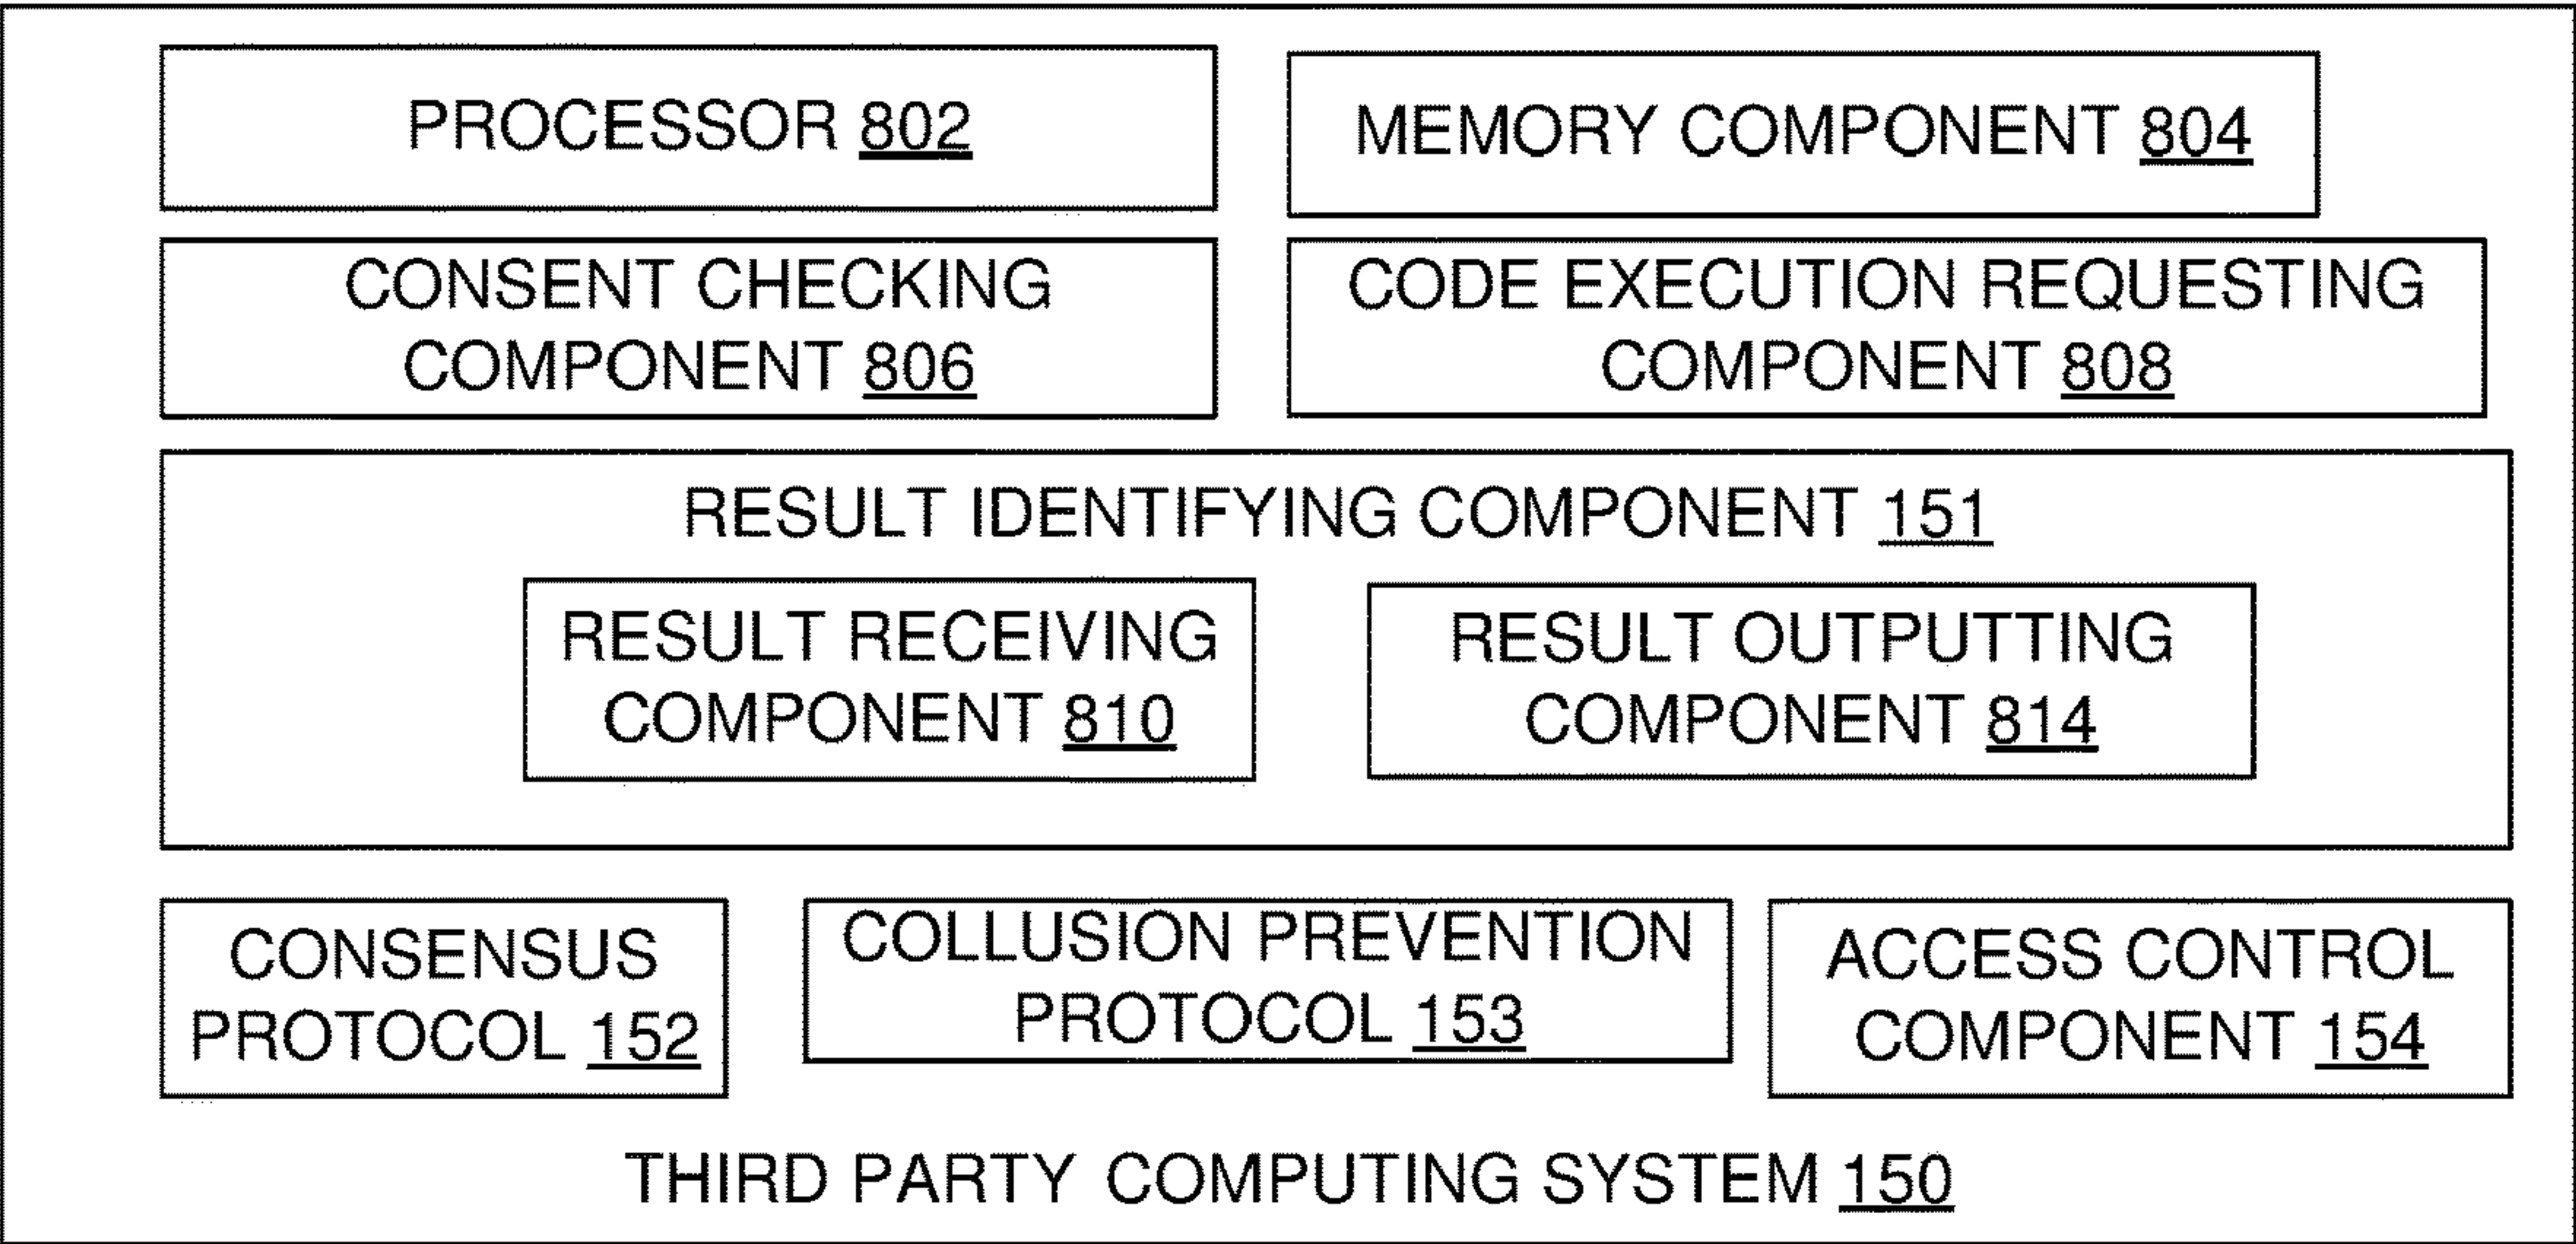 PROCESSOR 802
MEMORY COMPONENT 804
CONSENT CHECKING
COMPONENT 806
CODE EXECUTION REQUESTING
COMPONENT 808
RESULT IDENTIFYING COMPONENT 151
RESULT RECEIVING
COMPONENT 810
RESULT OUTPUTTING
COMPONENT 814
CONSENSUS
PROTOCOL 152
COLLUSION PREVENTION
PROTOCOL 153
ACCESS CONTROL
COMPONENT 154
THIRD PARTY COMPUTING SYSTEM 150